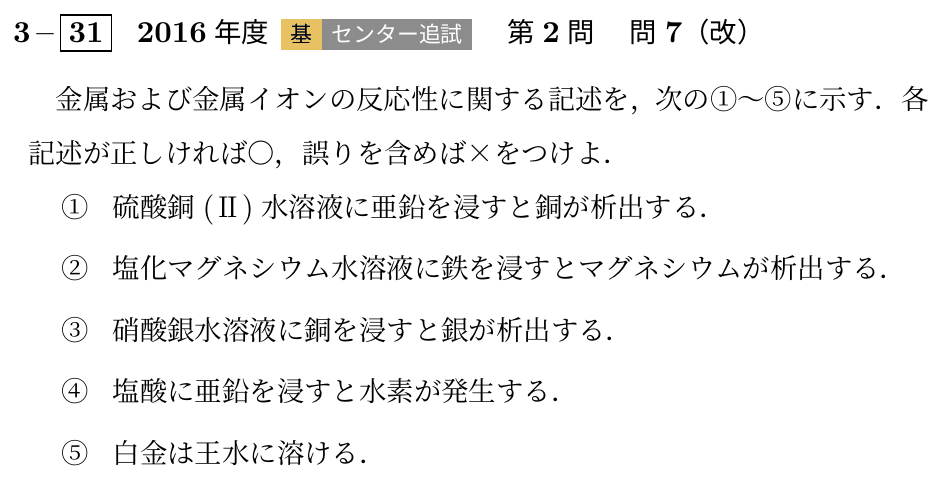 3－31 2016 年度 基 センター追試 第 2 問 問 7（改）
金属および金属イオンの反応性に関する記述を，次の①～⑤に示す．各
記述が正しければ○，誤りを含めば×をつけよ．
① 硫酸銅 (Ⅱ) 水溶液に亜鉛を浸すと銅が析出する．
② 塩化マグネシウム水溶液に鉄を浸すとマグネシウムが析出する．
③ 硝酸銀水溶液に銅を浸すと銀が析出する．
④ 塩酸に亜鉛を浸すと水素が発生する．
⑤ 白金は王水に溶ける．